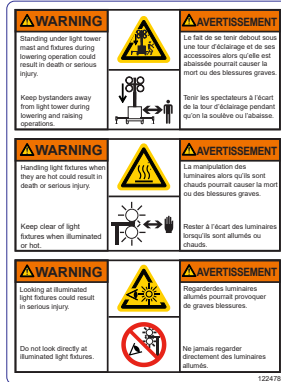 WARNING
Standing under light tower
mast and fixtures during
lowering operation could
result in death or serious
injury.
Keep bystanders away
from light tower during
lowering and raising
operations.
AVERTISSEMENT
Le fait de se tenir debout sous
une tour d'éclairage et de ses
accessoires alors qu'elle est
abaissée pourrait causer la
mort ou des blessures graves.
Tenir les spectateurs à l'écart
de la tour d'éclairage pendant
qu'on la soulève ou l'abaisse.
WARNING
Handling light fixtures when
they are hot could result in
death or serious injury.
Keep clear of light
fixtures when illuminated
or hot.
AVERTISSEMENT
La manipulation des
luminaires alors qu'ils sont
chauds pourrait causer la mort
ou des blessures graves.
Rester à l'écart des luminaires
lorsqu'ils sont allumés ou
chauds.
WARNING
Looking at illuminated
light fixtures could result
in serious injury.
Do not look directly at
illuminated light fixtures.
AVERTISSEMENT
Regarderdes luminaires
allumés pourrait provoquer
de graves blessures.
Ne jamais regarder
directement des luminaires
allumés.
122478